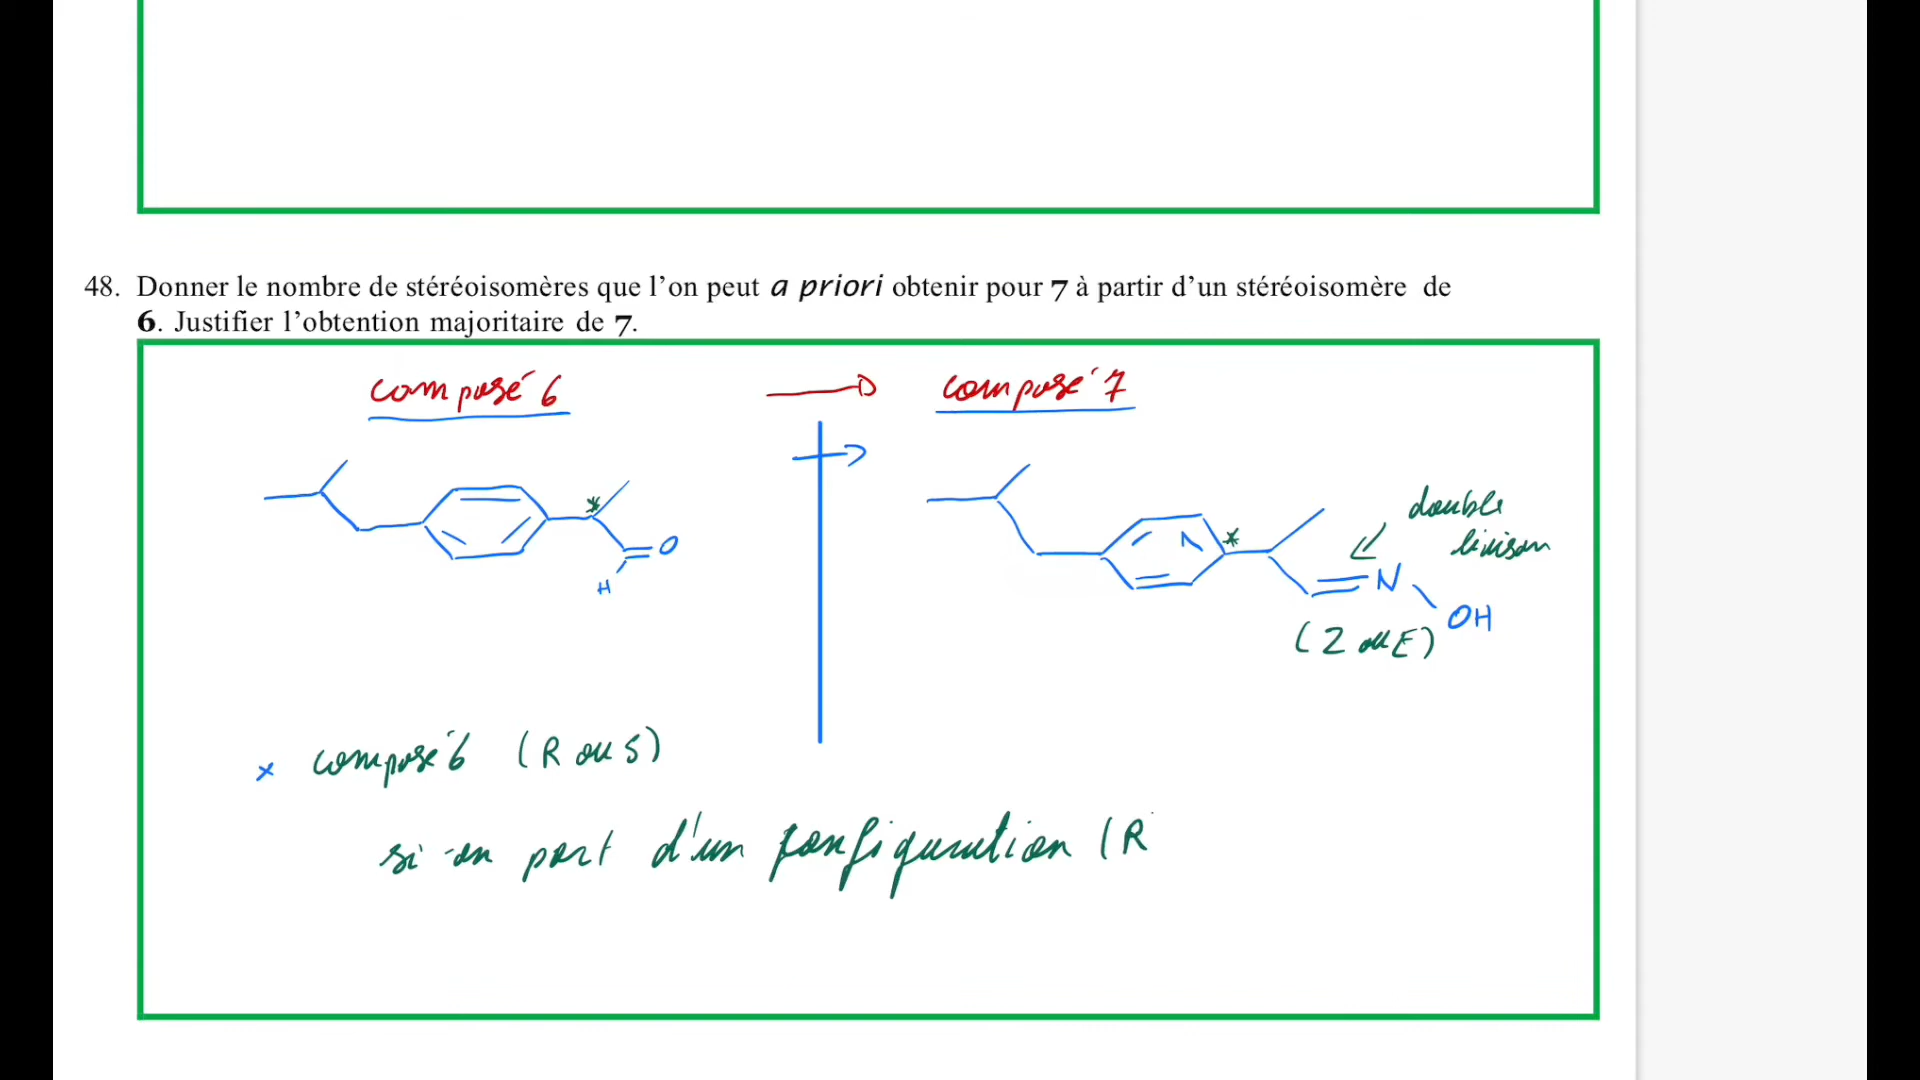 48. Donner le nombre de stéréoisomères que l’on peut a priori obtenir pour 7 à partir d’un stéréoisomère de
6. Justifier l’obtention majoritaire de 7.
composé 6
composé 7
*
O
H
*
double
liaison
N
OH
(Z ou E)
x composé 6 (R ou S)
si on part d'un configuration (R